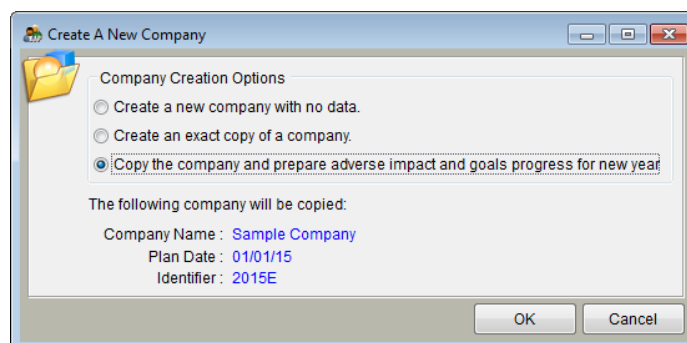 Create A New Company
Company Creation Options
Create a new company with no data.
Create an exact copy of a company.
Copy the company and prepare adverse impact and goals progress for new year
The following company will be copied:
Company Name : Sample Company
Plan Date : 01/01/15
Identifier : 2015E
OK Cancel